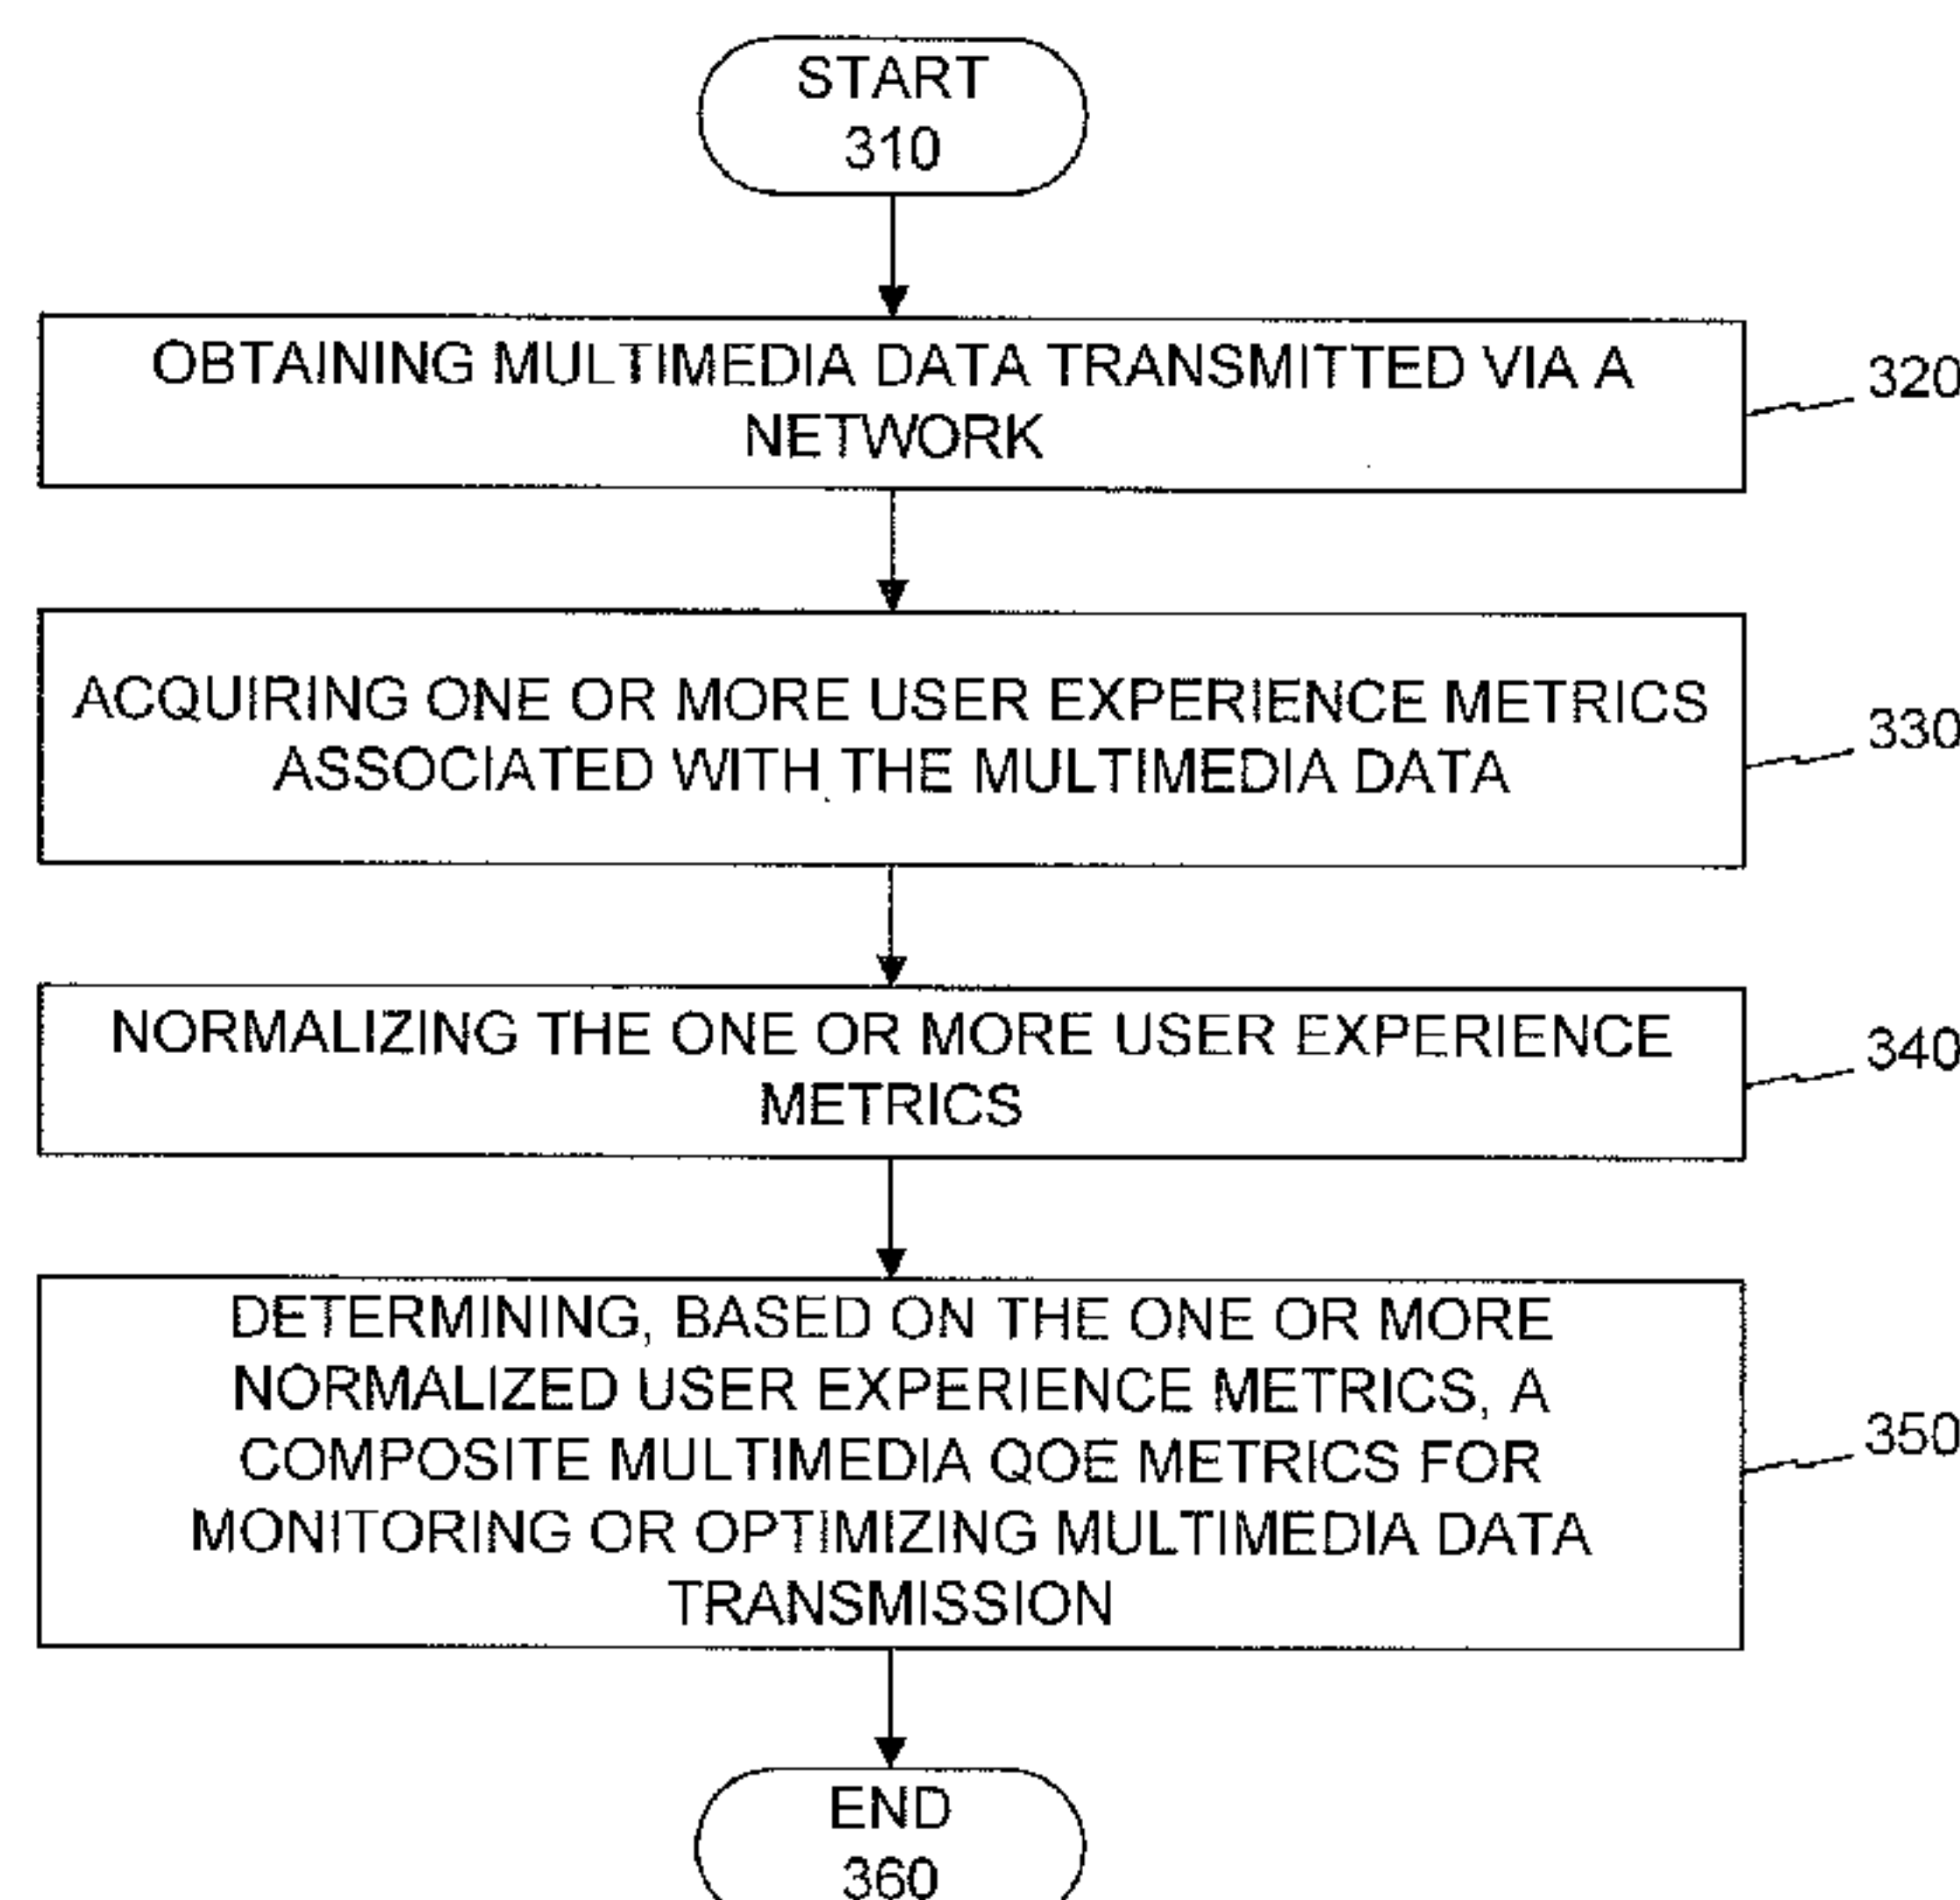 START
310
OBTAINING MULTIMEDIA DATA TRANSMITTED VIA A
NETWORK
320
ACQUIRING ONE OR MORE USER EXPERIENCE METRICS
ASSOCIATED WITH THE MULTIMEDIA DATA
330
NORMALIZING THE ONE OR MORE USER EXPERIENCE
METRICS
340
DETERMINING, BASED ON THE ONE OR MORE
NORMALIZED USER EXPERIENCE METRICS, A
COMPOSITE MULTIMEDIA QOE METRICS FOR
MONITORING OR OPTIMIZING MULTIMEDIA DATA
TRANSMISSION
350
END
360